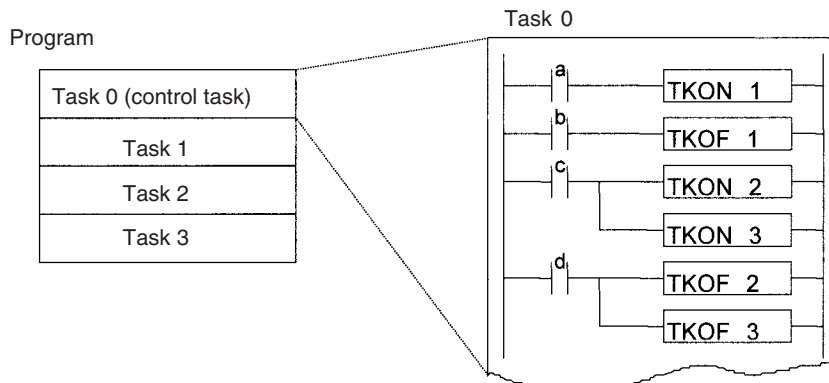 Program
Task 0 (control task)
Task 1
Task 2
Task 3
Task 0
a
TKON 1
b
TKOF 1
c
TKON 2
TKON 3
d
TKOF 2
TKOF 3